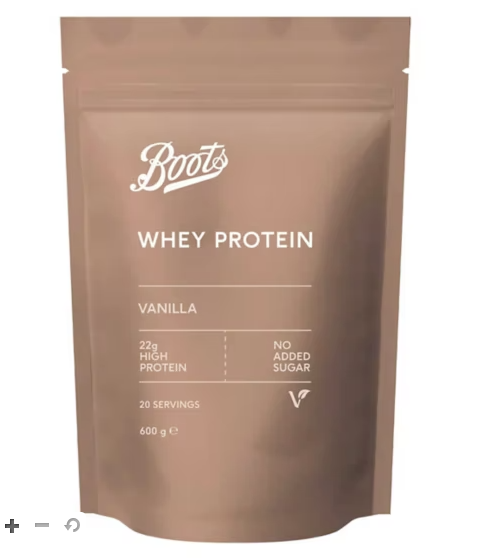 Boots
WHEY PROTEIN
VANILLA
22g
HIGH
PROTEIN
NO
ADDED
SUGAR
20 SERVINGS
600 g ℮